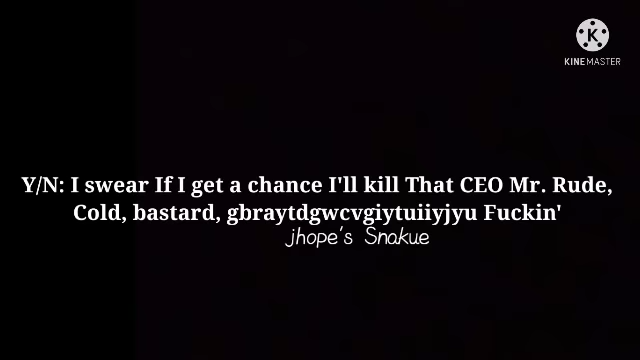 K
KINEMASTER
Y/N: I swear If I get a chance I'll kill That CEO Mr. Rude,
Cold, bastard, gbraytdgwcvgiytuiiyjyu Fuckin'
jhope's Snakue